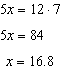 5x = 12 · 7
5x = 84
x = 16.8